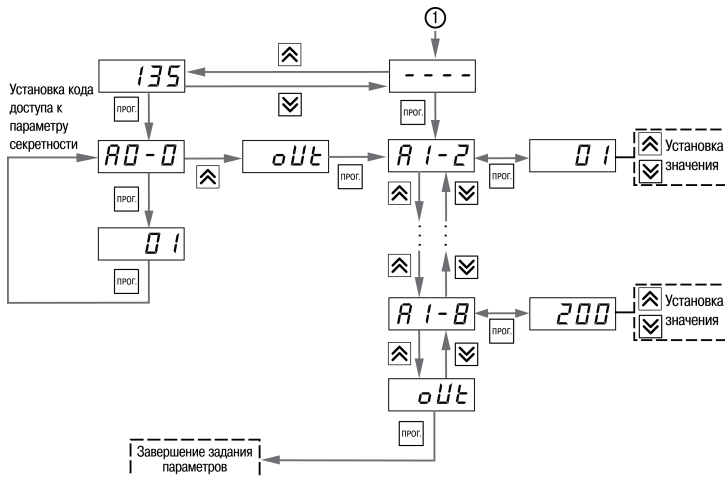 1
135
- - - -
Установка кода
доступа к
параметру
секретности
ПРОГ.
ПРОГ.
A0-0
oUt
ПРОГ.
A1-2
ПРОГ.
01
Установка
значения
ПРОГ.
01
ПРОГ.
A1-8
ПРОГ.
200
Установка
значения
oUt
ПРОГ.
Завершение задания
параметров